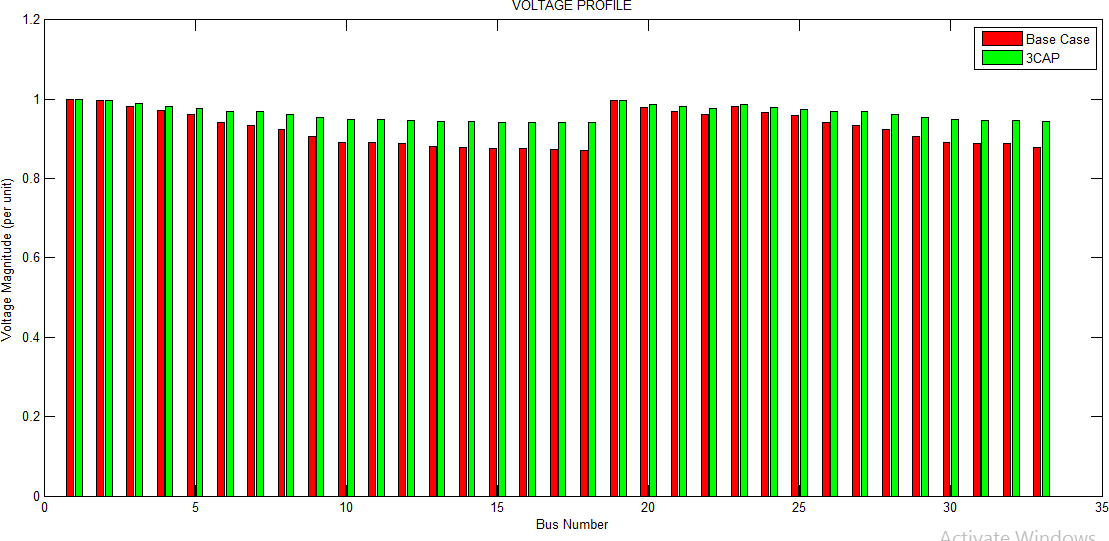 VOLTAGE PROFILE
1.2
1
0.8
0.6
0.4
0.2
0
Voltage Magnitude (per unit)
Base Case
3CAP
0 5 10 15 20 25 30 35
Bus Number
Activate Windows